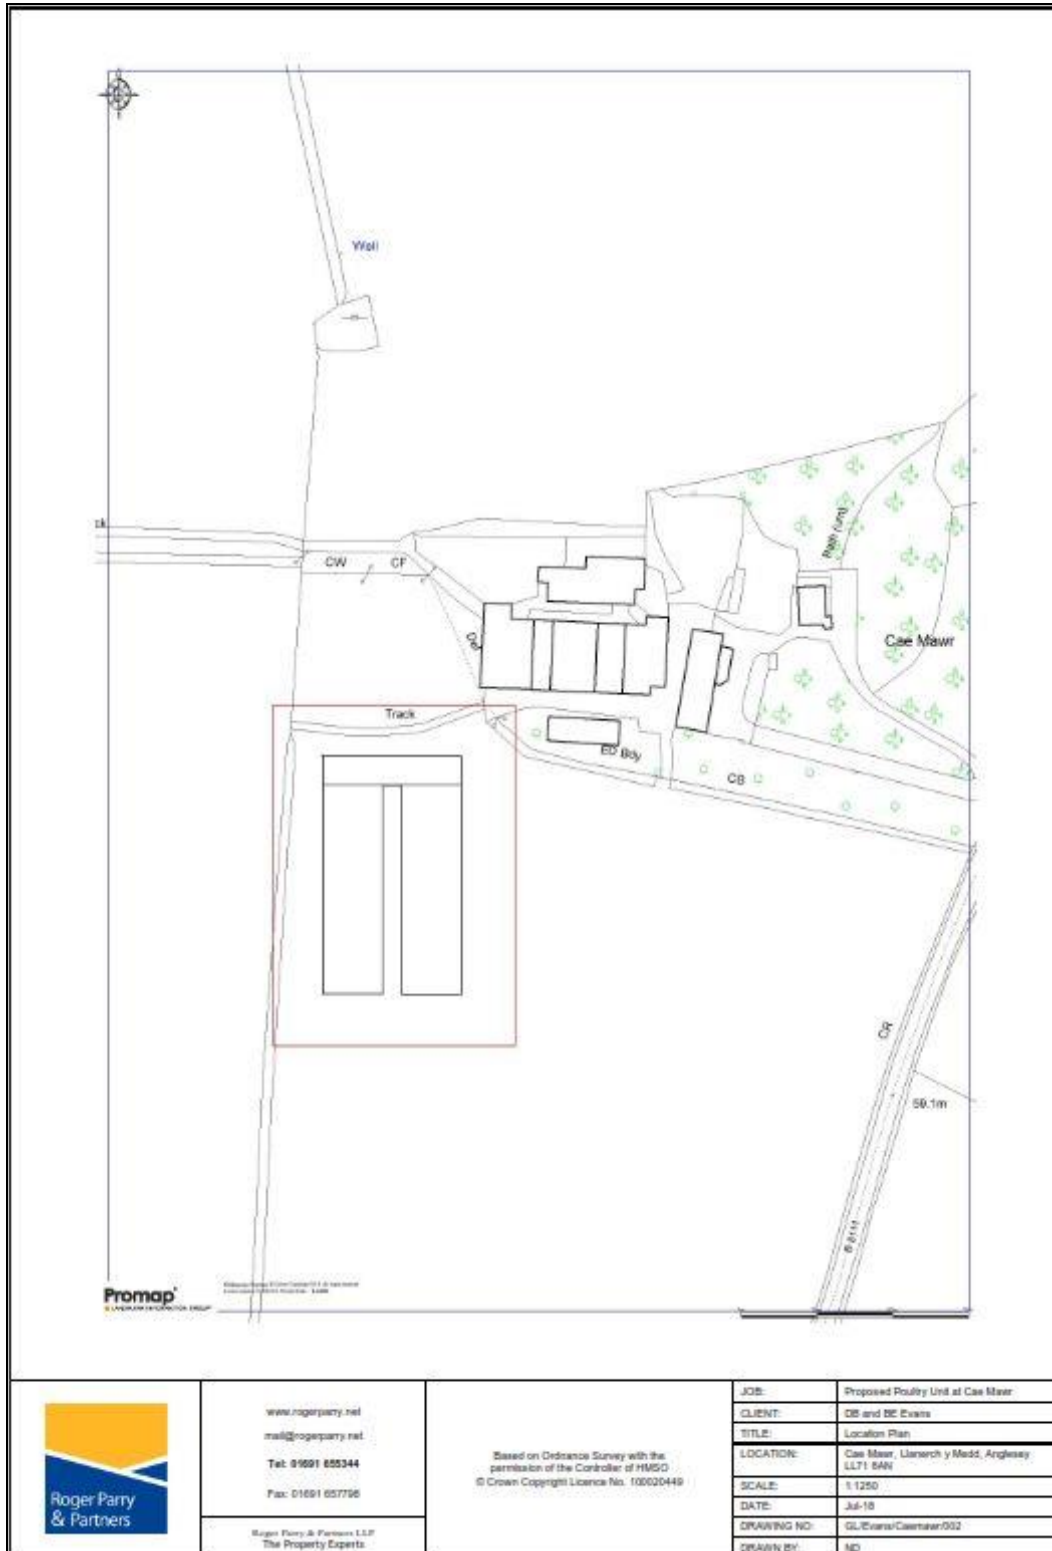 Well
CW
CF
Def
Path (um)
Cae Mawr
Track
ED Bdy
CB
CR
59.1m
B 5111
Promap
LANDMARK INFORMATION GROUP
Roger Parry
& Partners
www.rogerparry.net
mail@rogerparry.net
Tel: 01691 655344
Fax: 01691 657798
Roger Parry & Partners LLP
The Property Experts
Based on Ordnance Survey with the
permission of the Controller of HMSO
© Crown Copyright Licence No. 100020449
JOB: Proposed Poultry Unit at Cae Mawr
CLIENT: DB and BE Evans
TITLE: Location Plan
LOCATION: Cae Mawr, Llanerch y Medd, Anglesey
LL71 8AN
SCALE: 1:1250
DATE: Jul-18
DRAWING NO: GL/Evans/Caemawr/002
DRAWN BY: ND